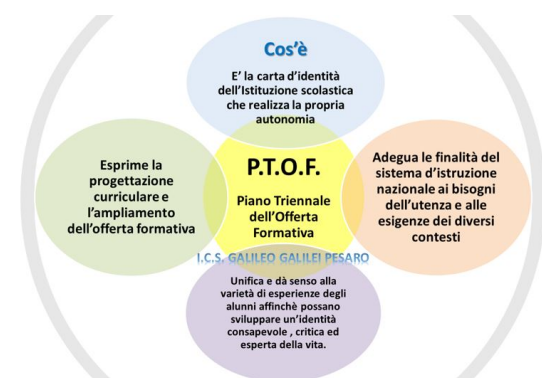 Cos'è
E' la carta d'identità
dell'Istituzione scolastica
che realizza la propria
autonomia
Esprime la
progettazione
curriculare e
l'ampliamento
dell'offerta formativa
P.T.O.F.
Piano Triennale
dell'Offerta
Formativa
Adegua le finalità del
sistema d'istruzione
nazionale ai bisogni
dell'utenza e alle
esigenze dei diversi
contesti
I.C.S. GALILEO GALILEI PESARO
Unifica e dà senso alla
varietà di esperienze degli
alunni affinchè possano
sviluppare un'identità
consapevole , critica ed
esperta della vita.